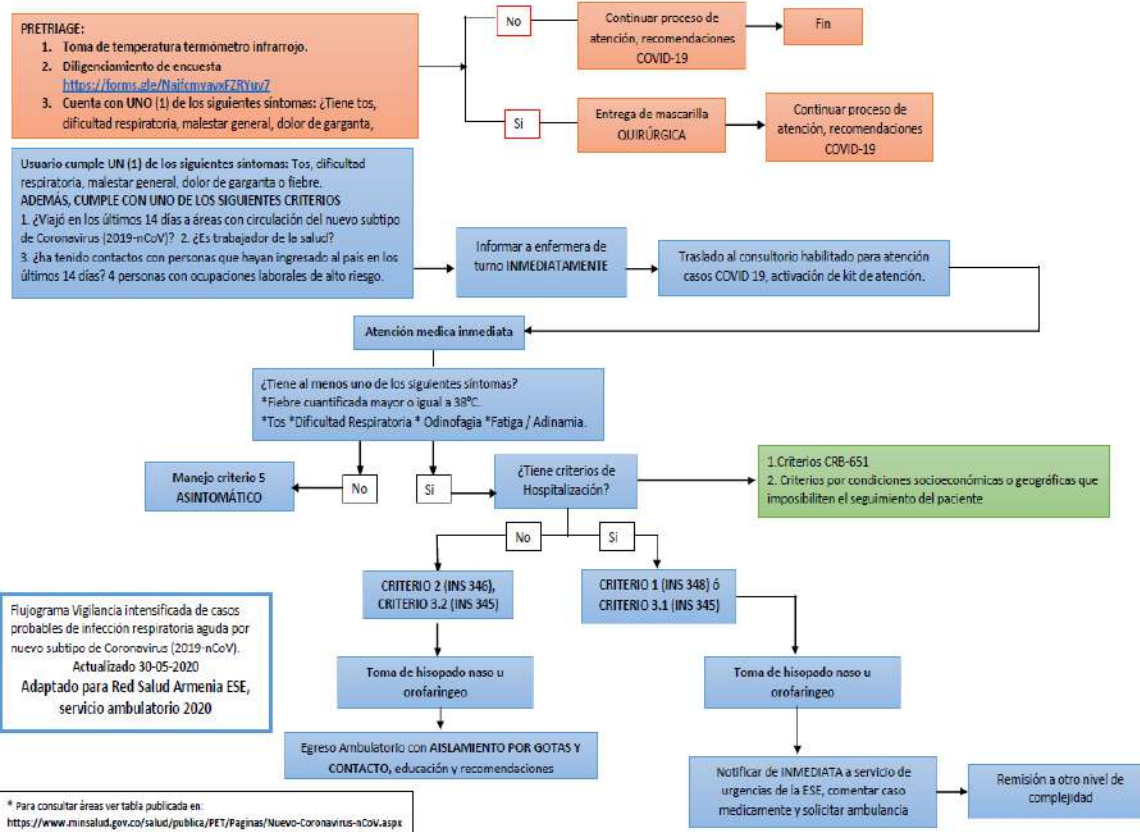 PRETRIAGE:
1. Toma de temperatura termómetro infrarrojo.
2. Diligenciamiento de encuesta
3. Cuenta con UNO (1) de los siguientes síntomas: ¿Tiene tos,
dificultad respiratoria, malestar general, dolor de garganta,
No
Continuar proceso de
atención, recomendaciones
COVID-19
Fin
Si
Entrega de mascarilla
QUIRÚRGICA
Continuar proceso de
atención, recomendaciones
COVID-19
Usuario cumple UN (1) de los siguientes síntomas: Tos, dificultad
respiratoria, malestar general, dolor de garganta o fiebre.
ADEMÁS, CUMPLE CON UNO DE LOS SIGUIENTES CRITERIOS
1. ¿Viajó en los últimos 14 días a áreas con circulación del nuevo subtipo
de Coronavirus (2019-nCoV)? 2. ¿Es trabajador de la salud?
3. ¿ha tenido contactos con personas que hayan ingresado al país en los
últimos 14 días? 4 personas con ocupaciones laborales de alto riesgo.
Informar a enfermera de
turno INMEDIATAMENTE
Traslado al consultorio habilitado para atención
casos COVID 19, activación de kit de atención.
Atención medica inmediata
¿Tiene al menos uno de los siguientes síntomas?
*Fiebre cuantificada mayor o igual a 38°C.
*Tos *Dificultad Respiratoria * Odinofagia *Fatiga / Adinamia.
Manejo criterio 5
ASINTOMÁTICO
No
Si
¿Tiene criterios de
Hospitalización?
1.Criterios CRB-651
2. Criterios por condiciones socioeconómicas o geográficas que
imposibiliten el seguimiento del paciente
No
Si
CRITERIO 2 (INS 346),
CRITERIO 3.2 (INS 345)
CRITERIO 1 (INS 348) ó
CRITERIO 3.1 (INS 345)
Flujograma Vigilancia intensificada de casos
probables de infección respiratoria aguda por
nuevo subtipo de Coronavirus (2019-nCoV).
Actualizado 30-05-2020
Adaptado para Red Salud Armenia ESE,
servicio ambulatorio 2020
Toma de hisopado naso u
orofaríngeo
Toma de hisopado naso u
orofaríngeo
Egreso Ambulatorio con AISLAMIENTO POR GOTAS Y
CONTACTO, educación y recomendaciones
Notificar de INMEDIATA a servicio de
urgencias de la ESE, comentar caso
medicamente y solicitar ambulancia
Remisión a otro nivel de
complejidad
* Para consultar áreas ver tabla publicada en:
https://www.minsalud.gov.co/salud/publica/PET/Paginas/Nuevo-Coronavirus-nCoV.aspx